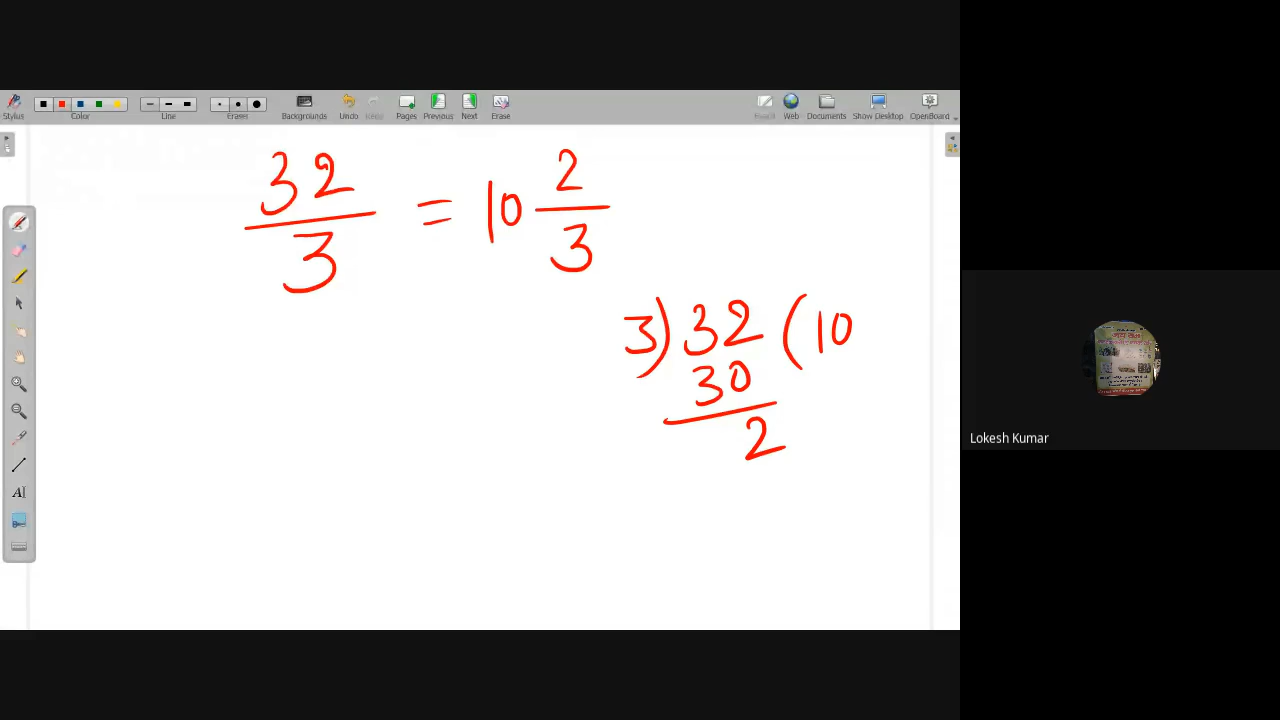 Stylus Color Line Eraser Backgrounds Undo Pages Previous Next Erase Web Documents Show Desktop OpenBoard
32/3 = 10 2/3
3) 32 (10
30
2
Lokesh Kumar